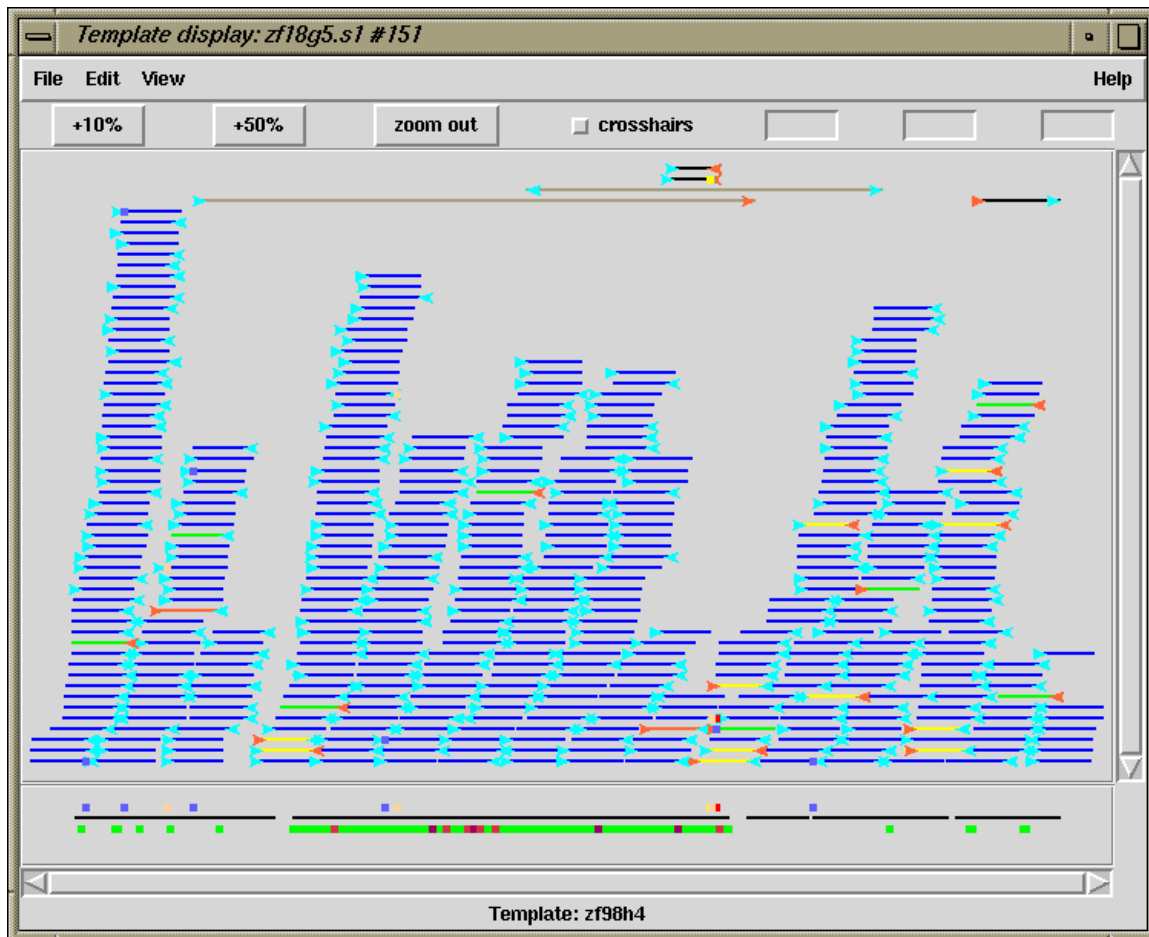 Template display: zf18g5.s1 #151
File Edit View Help
+10% +50% zoom out crosshairs
Template: zf98h4